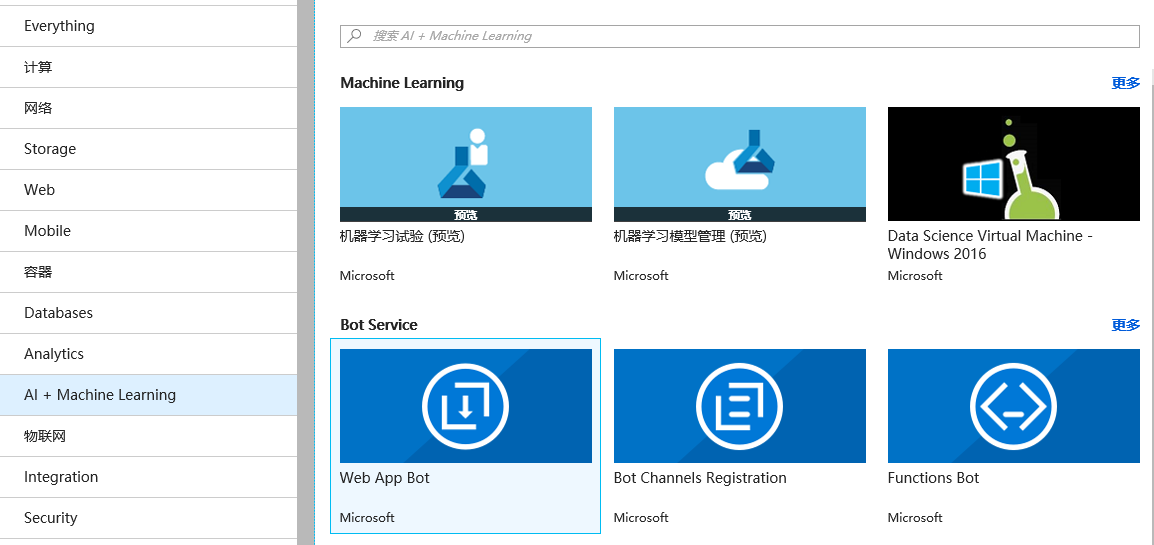 Everything
计算
网络
Storage
Web
Mobile
容器
Databases
Analytics
AI + Machine Learning
物联网
Integration
Security
搜索 AI + Machine Learning
Machine Learning
更多
预览
机器学习试验 (预览)
Microsoft
预览
机器学习模型管理 (预览)
Microsoft
Data Science Virtual Machine -
Windows 2016
Microsoft
Bot Service
更多
Web App Bot
Microsoft
Bot Channels Registration
Microsoft
Functions Bot
Microsoft